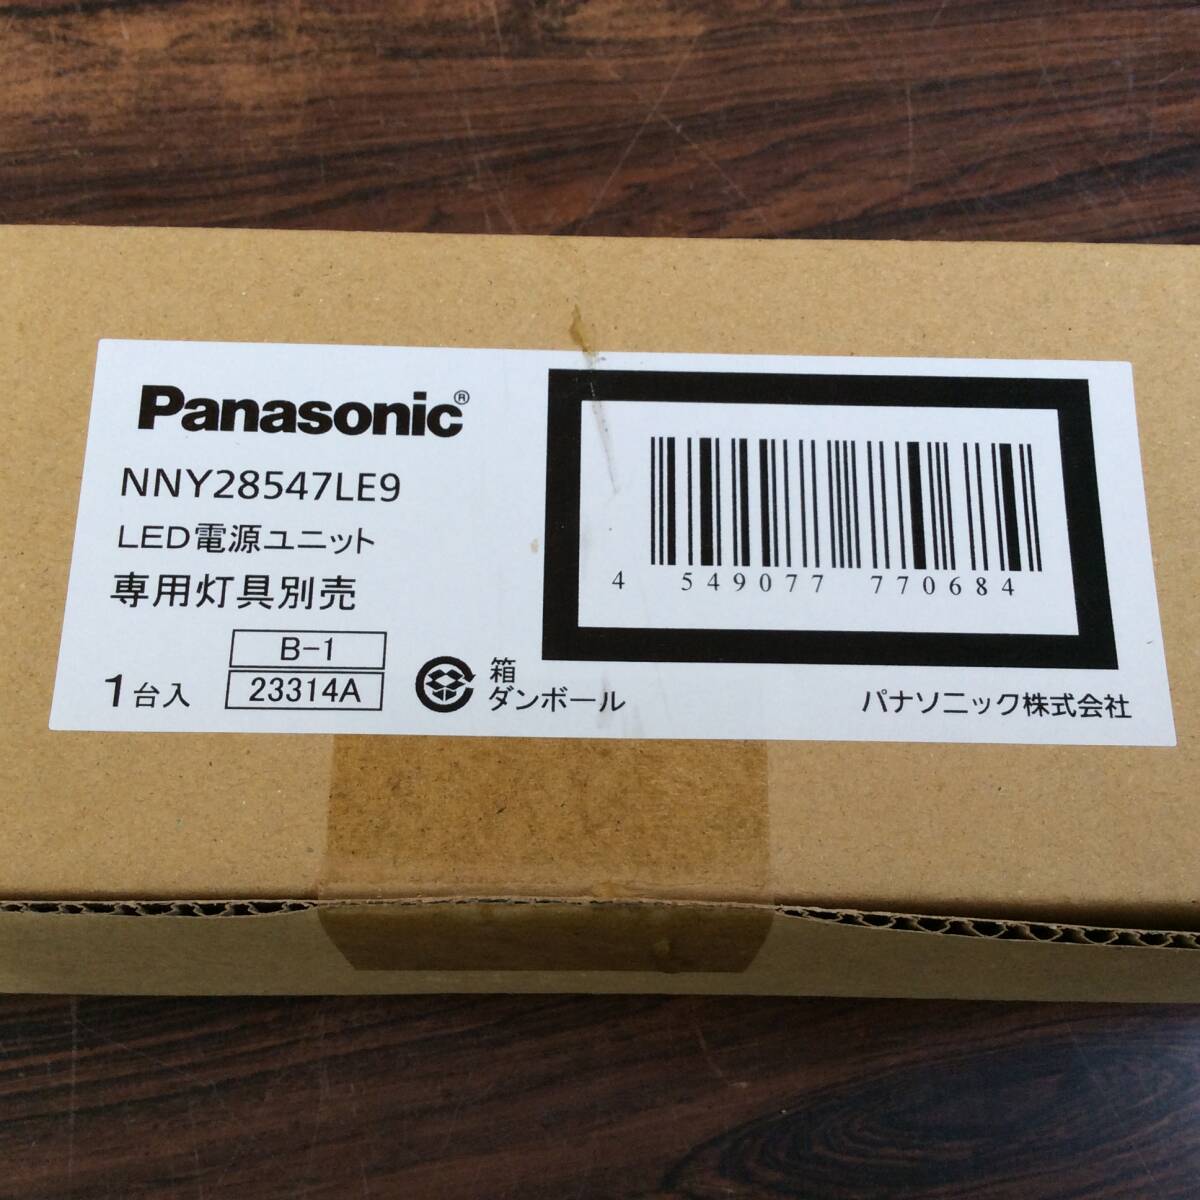 Panasonic®
NNY28547LE9
LED電源ユニット
専用灯具別売
B-1
1台入
23314A
箱
ダンボール
4 549077 770684
パナソニック株式会社